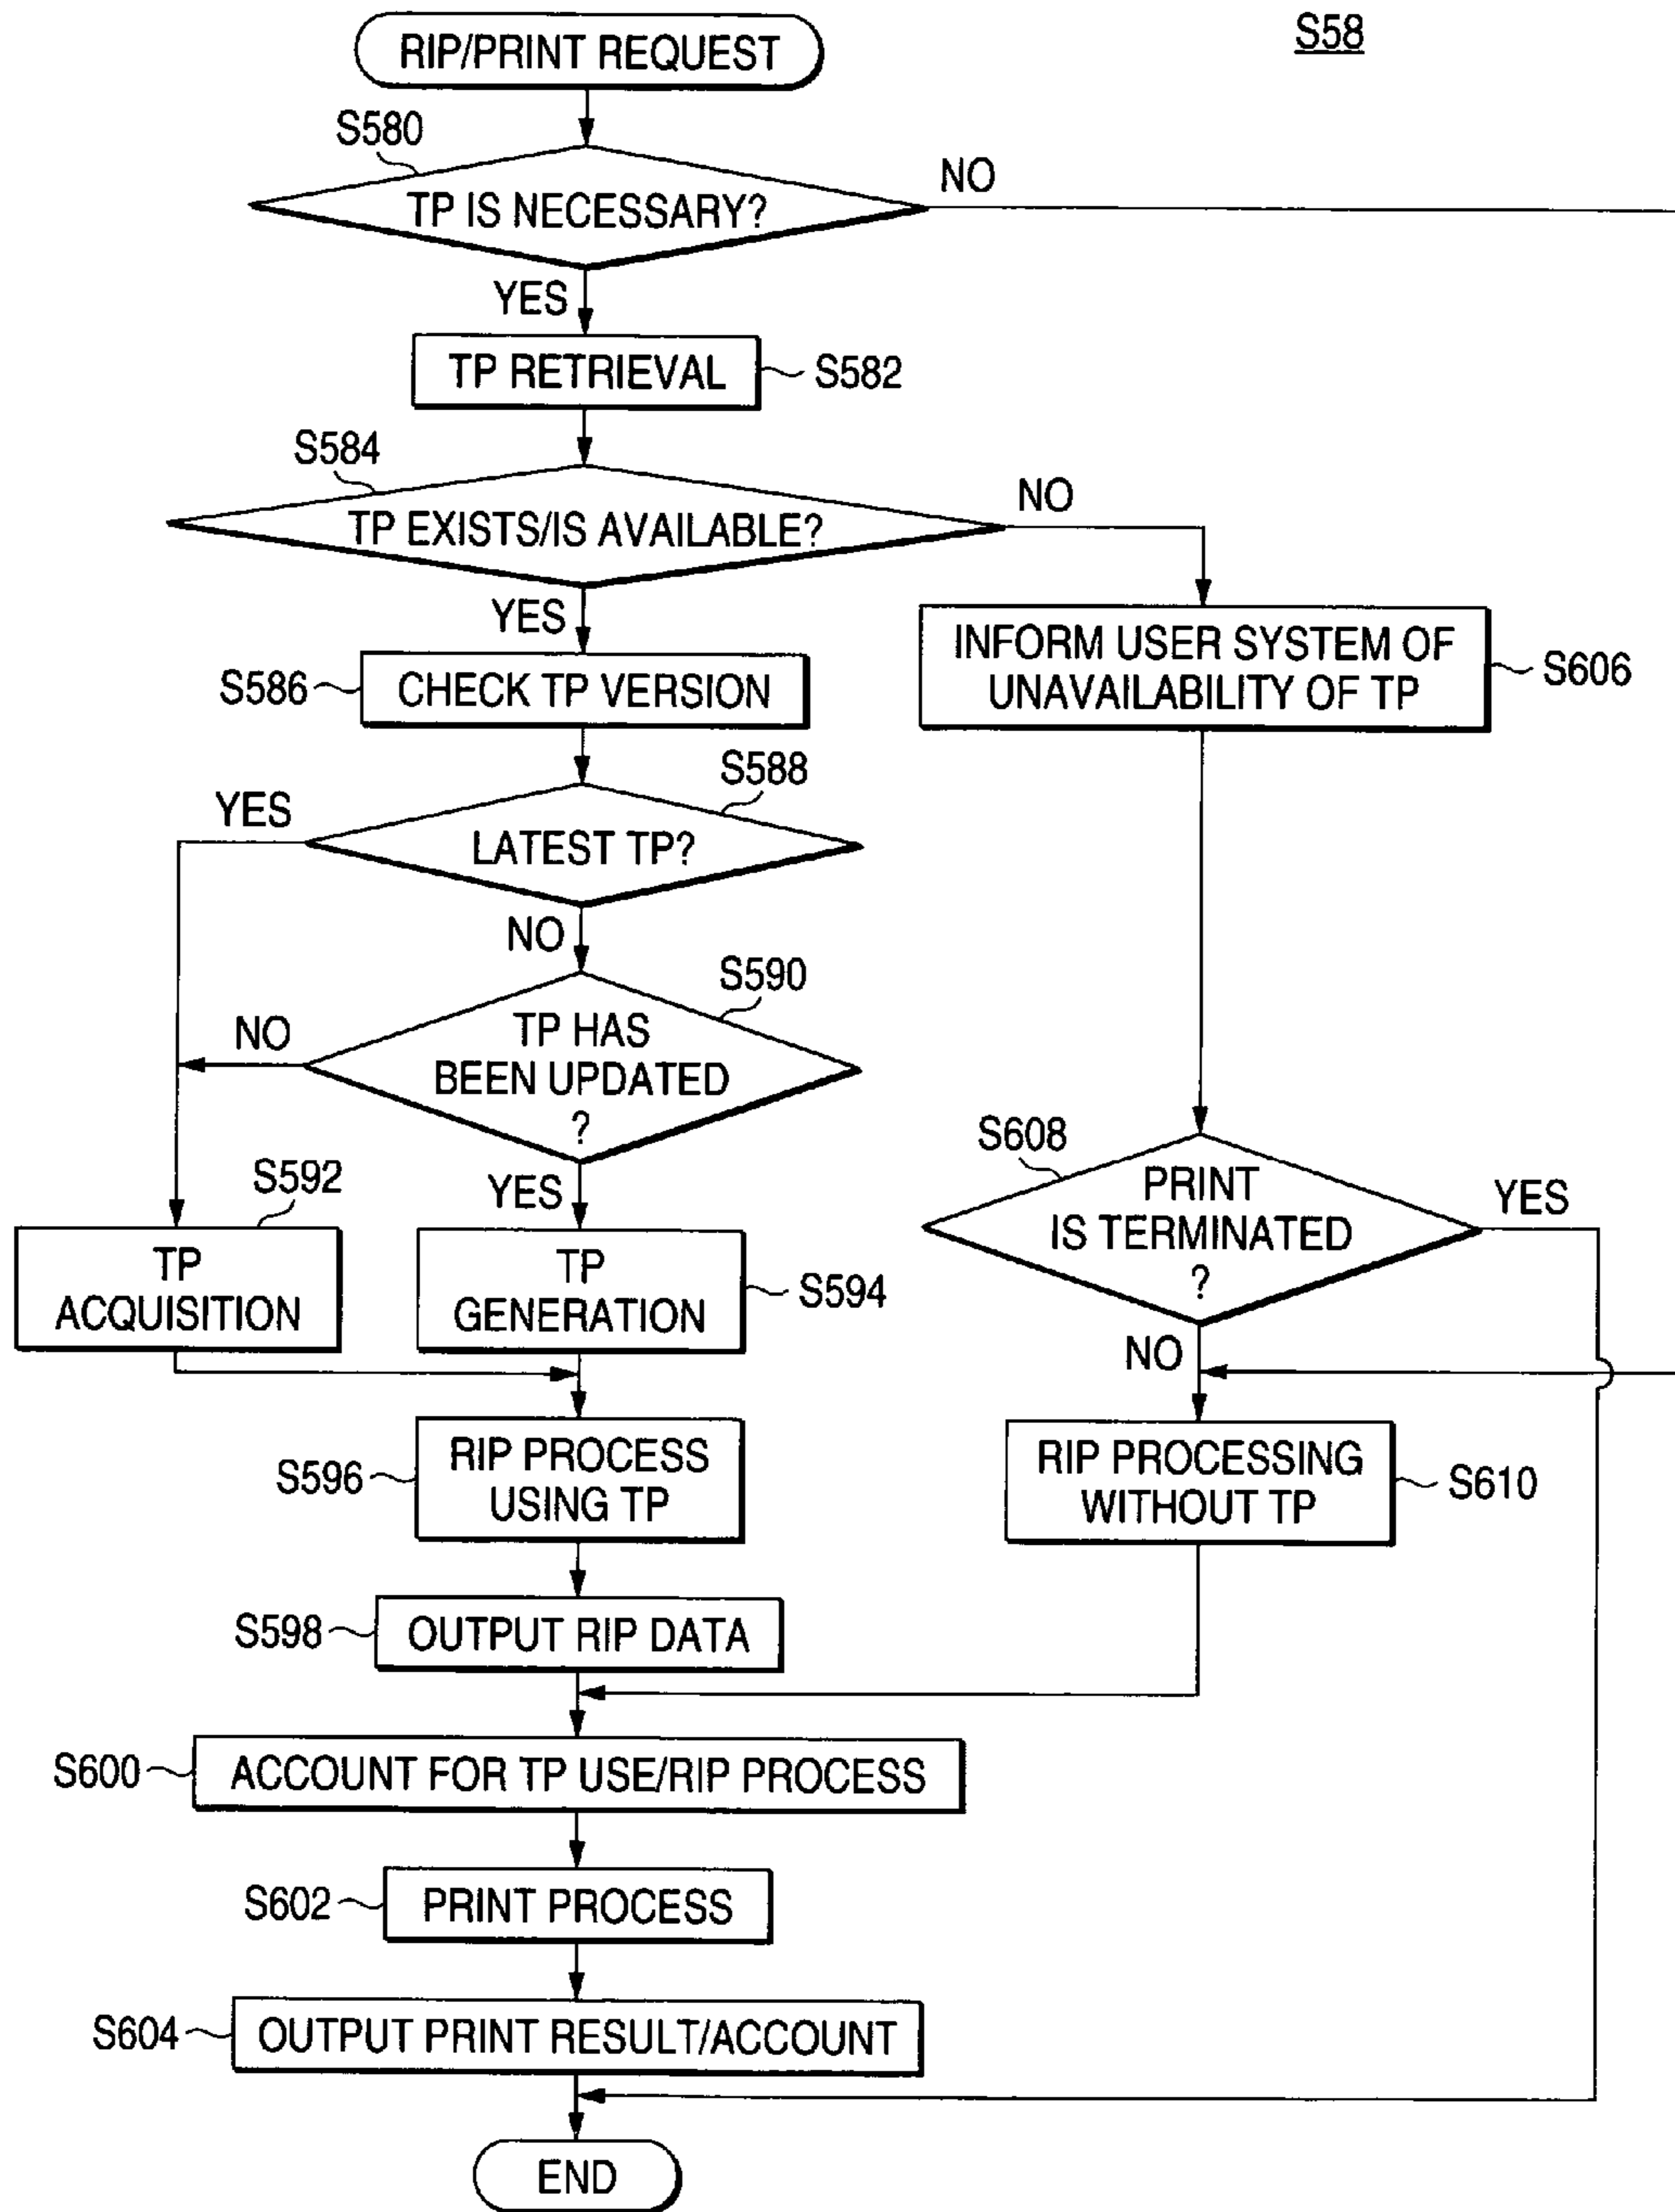 S58
RIP/PRINT REQUEST
S580
TP IS NECESSARY?
NO
YES
TP RETRIEVAL
S582
S584
TP EXISTS/IS AVAILABLE?
NO
YES
S586
CHECK TP VERSION
INFORM USER SYSTEM OF
UNAVAILABILITY OF TP
S606
S588
YES
LATEST TP?
NO
S590
NO
TP HAS
BEEN UPDATED
?
YES
S592
TP
ACQUISITION
TP
GENERATION
S594
S608
PRINT
IS TERMINATED
?
YES
NO
S596
RIP PROCESS
USING TP
RIP PROCESSING
WITHOUT TP
S610
S598
OUTPUT RIP DATA
S600
ACCOUNT FOR TP USE/RIP PROCESS
S602
PRINT PROCESS
S604
OUTPUT PRINT RESULT/ACCOUNT
END